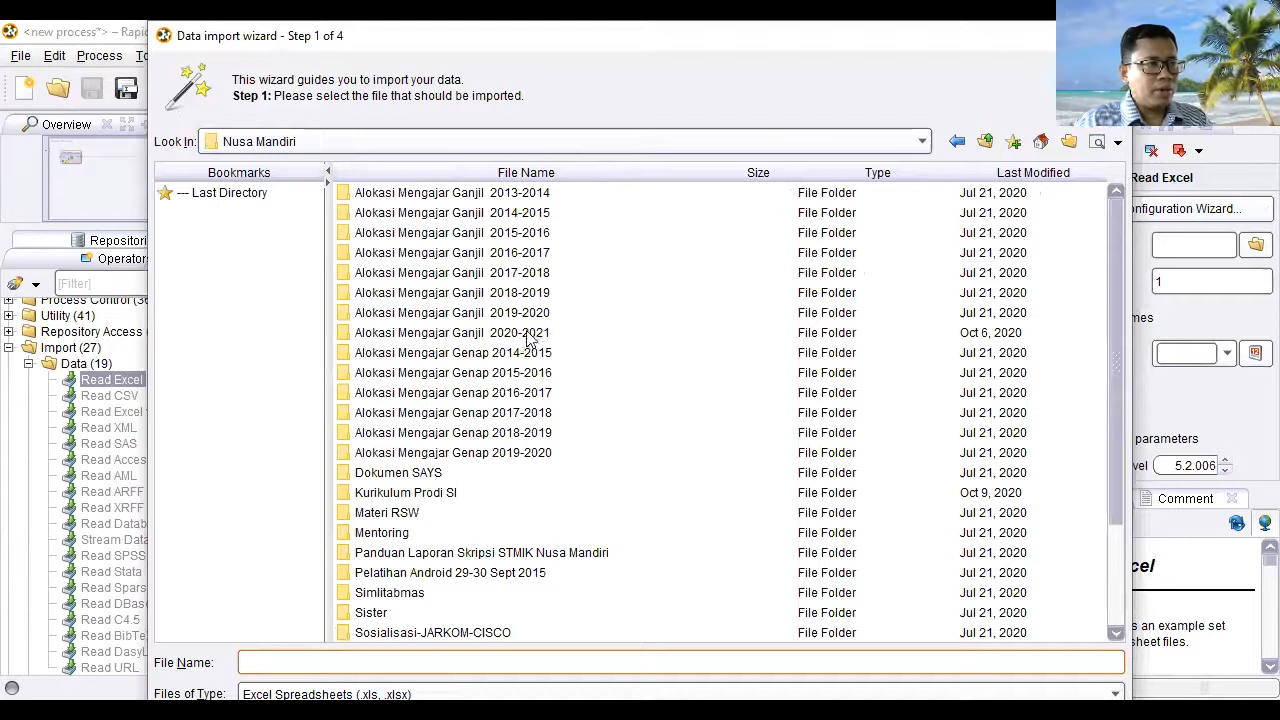 <new process*> – Rapid
File Edit Process To
Overview
Repositori
Operator
[Filter]
Process Control (36
Utility (41)
Repository Access
Import (27)
Data (19)
Read Excel
Read CSV
Read Excel
Read XML
Read SAS
Read Acces
Read AML
Read ARFF
Read XRFF
Read Datab
Stream Data
Read SPSS
Read Stata
Read Spars
Read DBase
Read C4.5
Read BibTe
Read DasyL
Read URL
Data import wizard - Step 1 of 4
This wizard guides you to import your data.
Step 1: Please select the file that should be imported.
Look In: Nusa Mandiri
Bookmarks
--- Last Directory
File Name Size Type Last Modified
Alokasi Mengajar Ganjil 2013-2014 File Folder Jul 21, 2020
Alokasi Mengajar Ganjil 2014-2015 File Folder Jul 21, 2020
Alokasi Mengajar Ganjil 2015-2016 File Folder Jul 21, 2020
Alokasi Mengajar Ganjil 2016-2017 File Folder Jul 21, 2020
Alokasi Mengajar Ganjil 2017-2018 File Folder Jul 21, 2020
Alokasi Mengajar Ganjil 2018-2019 File Folder Jul 21, 2020
Alokasi Mengajar Ganjil 2019-2020 File Folder Jul 21, 2020
Alokasi Mengajar Ganjil 2020-2021 File Folder Oct 6, 2020
Alokasi Mengajar Genap 2014-2015 File Folder Jul 21, 2020
Alokasi Mengajar Genap 2015-2016 File Folder Jul 21, 2020
Alokasi Mengajar Genap 2016-2017 File Folder Jul 21, 2020
Alokasi Mengajar Genap 2017-2018 File Folder Jul 21, 2020
Alokasi Mengajar Genap 2018-2019 File Folder Jul 21, 2020
Alokasi Mengajar Genap 2019-2020 File Folder Jul 21, 2020
Dokumen SAYS File Folder Jul 21, 2020
Kurikulum Prodi SI File Folder Oct 9, 2020
Materi RSW File Folder Jul 21, 2020
Mentoring File Folder Jul 21, 2020
Panduan Laporan Skripsi STMIK Nusa Mandiri File Folder Jul 21, 2020
Pelatihan Android 29-30 Sept 2015 File Folder Jul 21, 2020
Simlitabmas File Folder Jul 21, 2020
Sister File Folder Jul 21, 2020
Sosialisasi-JARKOM-CISCO File Folder Jul 21, 2020
File Name:
Files of Type: Excel Spreadsheets (.xls, .xlsx)
Read Excel
onfiguration Wizard...
1
mes
parameters
vel 5.2.006
Comment
cel
s an example set
sheet files.